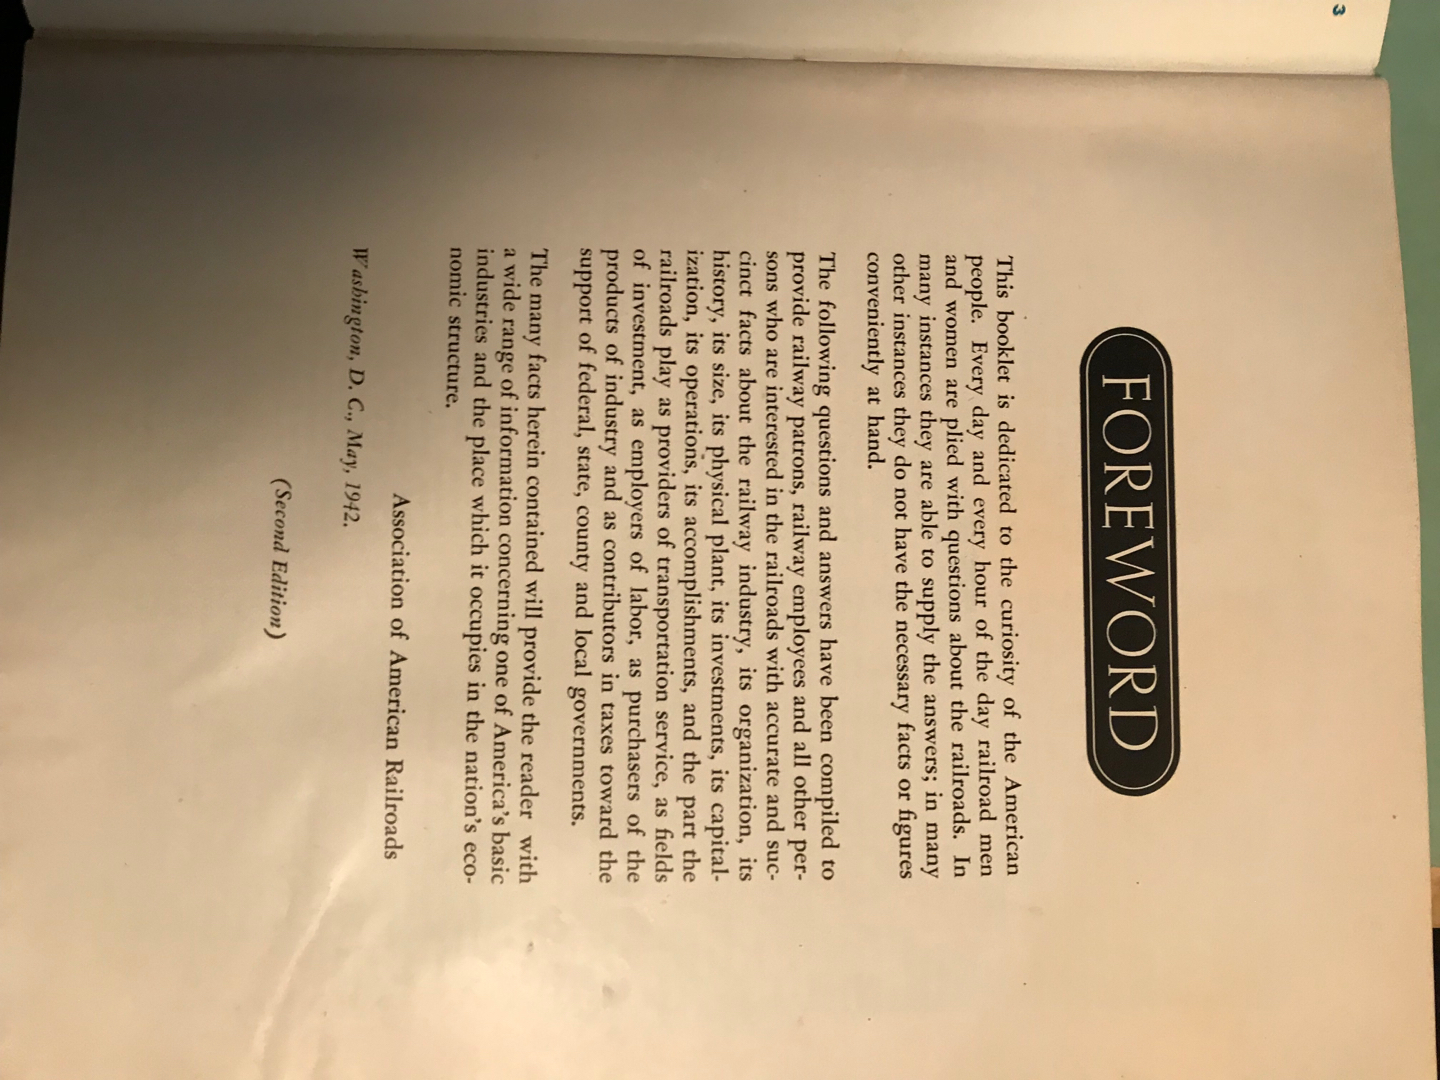 3
FOREWORD
This booklet is dedicated to the curiosity of the American
people. Every day and every hour of the day railroad men
and women are plied with questions about the railroads. In
many instances they are able to supply the answers; in many
other instances they do not have the necessary facts or figures
conveniently at hand.
The following questions and answers have been compiled to
provide railway patrons, railway employees and all other per-
sons who are interested in the railroads with accurate and suc-
cinct facts about the railway industry, its organization, its
history, its size, its physical plant, its investments, its capital-
ization, its operations, its accomplishments, and the part the
railroads play as providers of transportation service, as fields
of investment, as employers of labor, as purchasers of the
products of industry and as contributors in taxes toward the
support of federal, state, county and local governments.
The many facts herein contained will provide the reader with
a wide range of information concerning one of America's basic
industries and the place which it occupies in the nation's eco-
nomic structure.
Association of American Railroads
Washington, D. C., May, 1942.
(Second Edition)